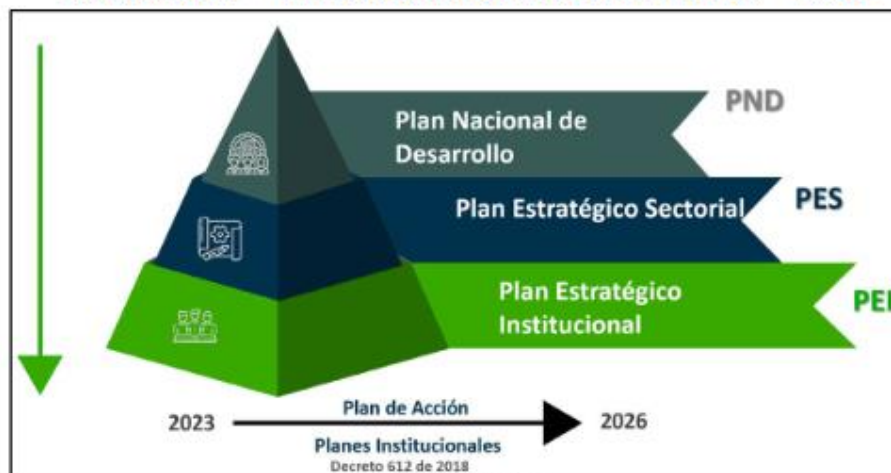 Plan Nacional de
Desarrollo
PND
Plan Estratégico Sectorial
PES
Plan Estratégico
Institucional
PEI
2023
Plan de Acción
2026
Planes Institucionales
Decreto 612 de 2018